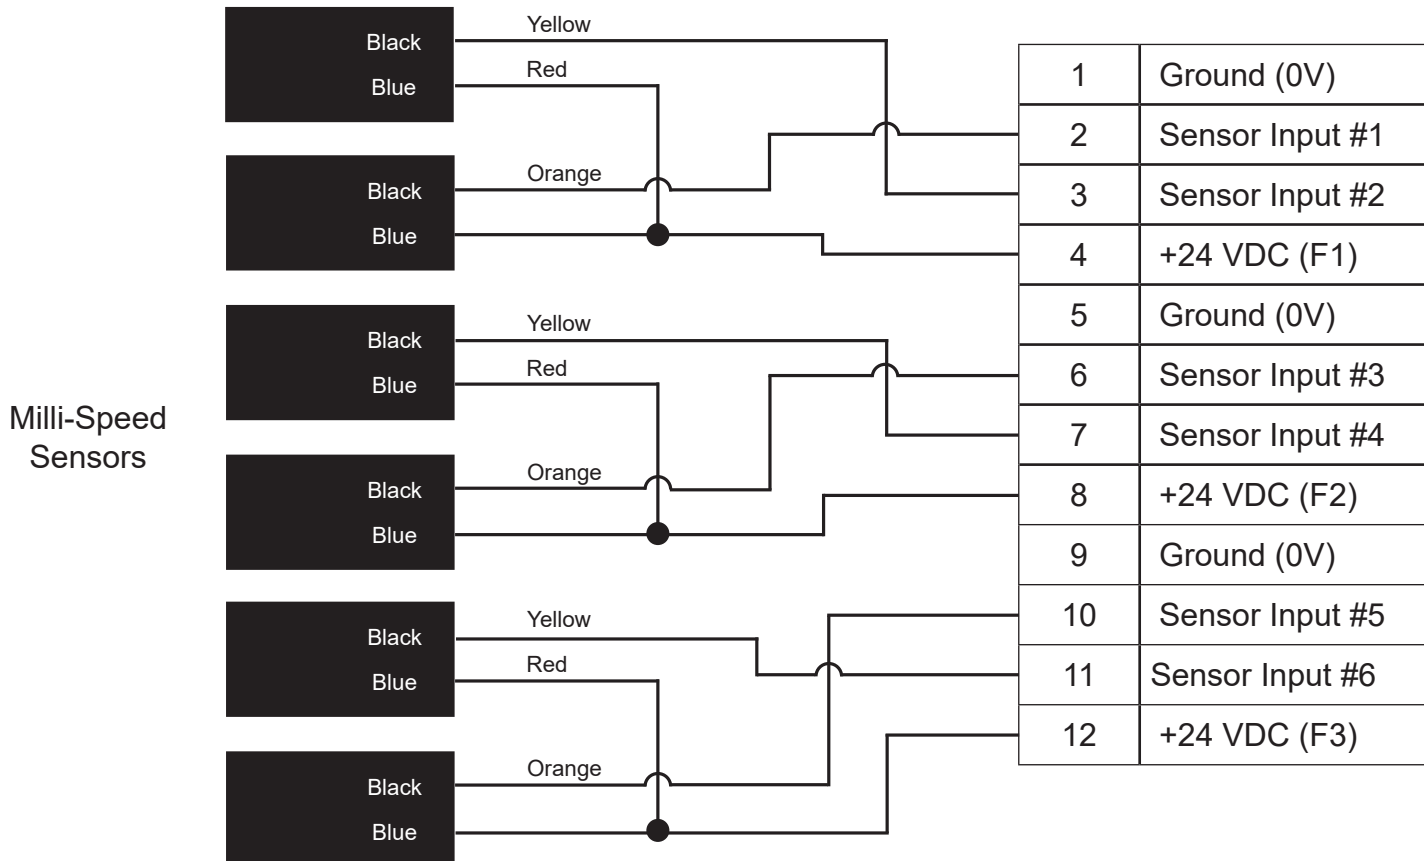 Black
Blue
Yellow
Red
Black
Blue
Orange
Black
Blue
Yellow
Red
Milli-Speed
Sensors
Black
Blue
Orange
Black
Blue
Yellow
Red
Black
Blue
Orange
1 Ground (0V)
2 Sensor Input #1
3 Sensor Input #2
4 +24 VDC (F1)
5 Ground (0V)
6 Sensor Input #3
7 Sensor Input #4
8 +24 VDC (F2)
9 Ground (0V)
10 Sensor Input #5
11 Sensor Input #6
12 +24 VDC (F3)